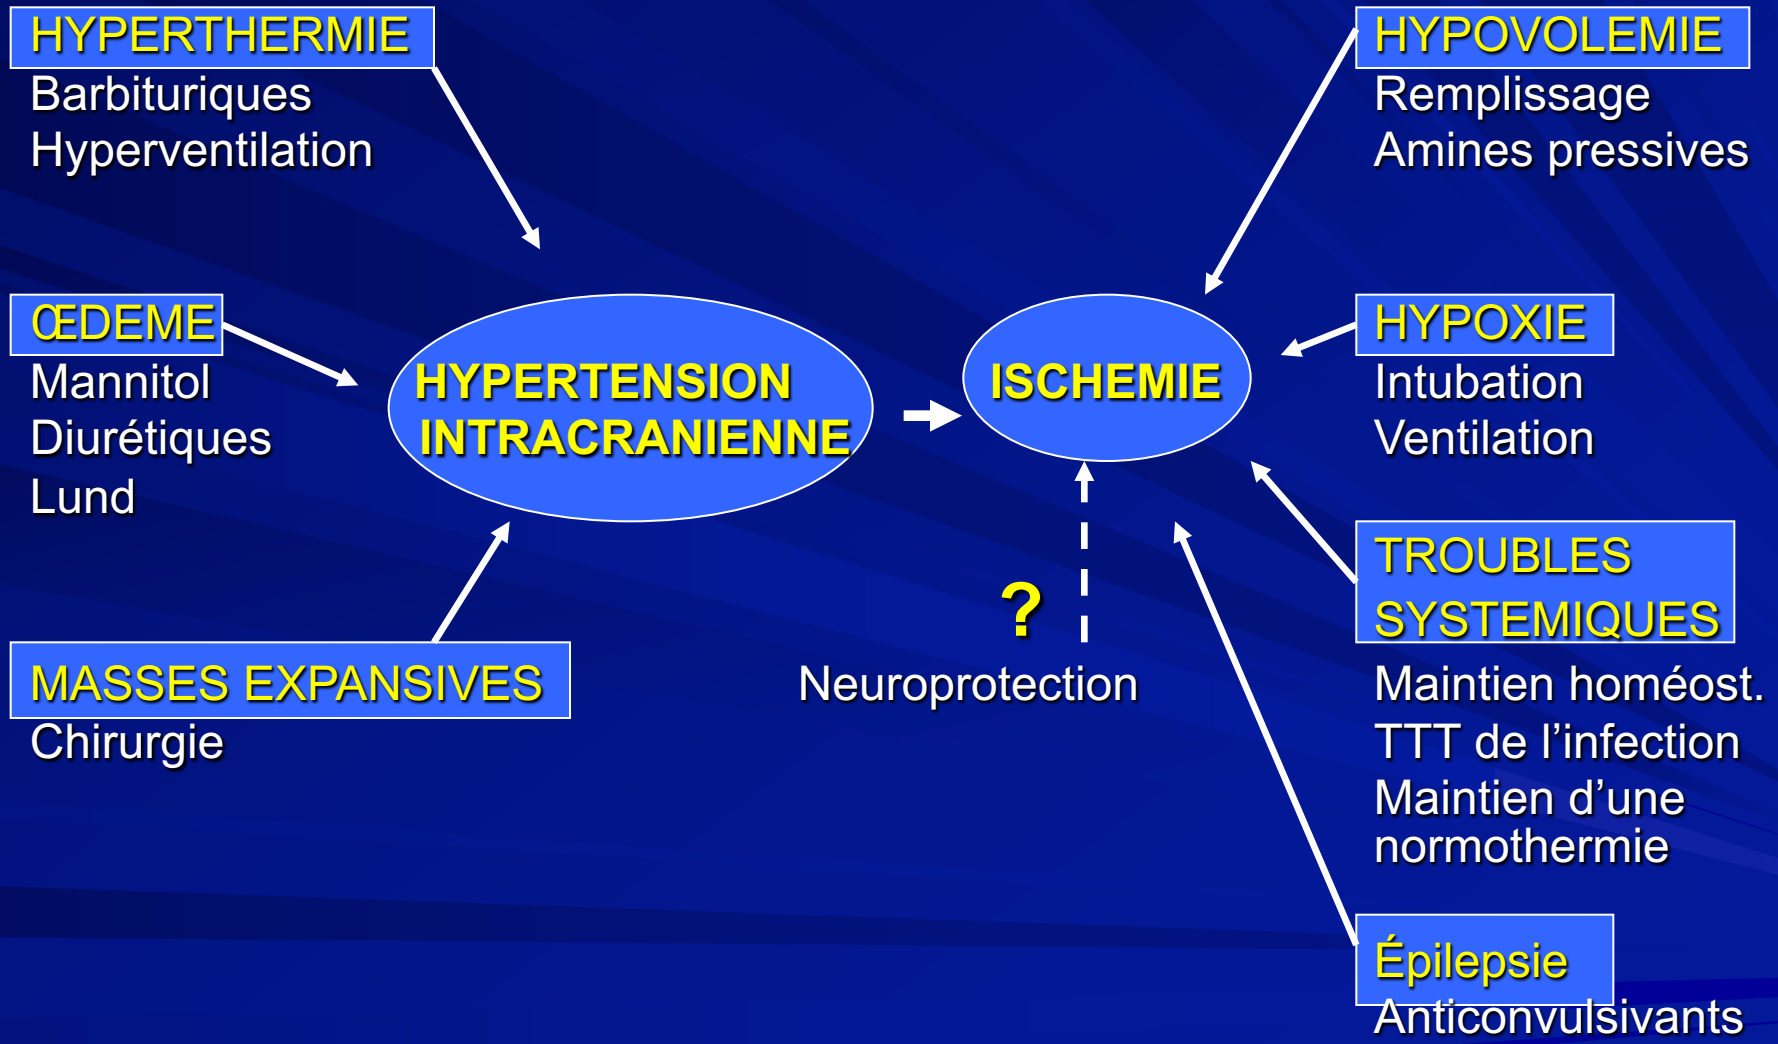 HYPERTHERMIE
Barbituriques
Hyperventilation
ŒDEME
Mannitol
Diurétiques
Lund
MASSES EXPANSIVES
Chirurgie
HYPERTENSION
INTRACRANIENNE
ISCHEMIE
?
Neuroprotection
HYPOVOLEMIE
Remplissage
Amines pressives
HYPOXIE
Intubation
Ventilation
TROUBLES
SYSTEMIQUES
Maintien homéost.
TTT de l’infection
Maintien d’une
normothermie
Épilepsie
Anticonvulsivants